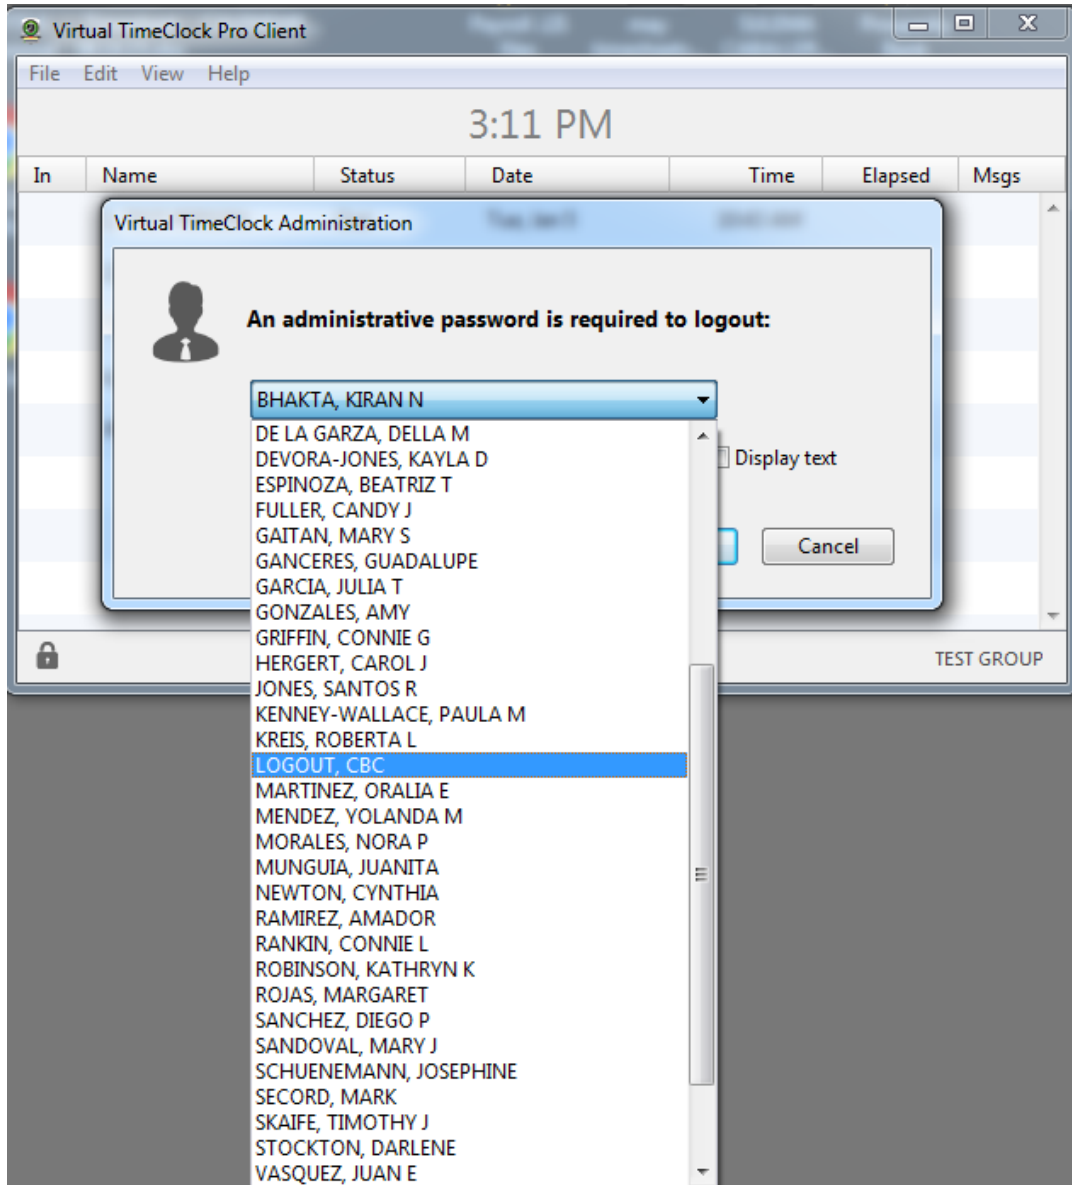 Virtual TimeClock Pro Client
File Edit View Help
3:11 PM
In Name Status Date Time Elapsed Msgs
Virtual TimeClock Administration
An administrative password is required to logout:
BHAKTA, KIRAN N
DE LA GARZA, DELLA M
DEVORA-JONES, KAYLA D
Display text
ESPINOZA, BEATRIZ T
FULLER, CANDY J
GAITAN, MARY S
Cancel
GANCERES, GUADALUPE
GARCIA, JULIA T
GONZALES, AMY
GRIFFIN, CONNIE G
HERGERT, CAROL J
TEST GROUP
JONES, SANTOS R
KENNEY-WALLACE, PAULA M
KREIS, ROBERTA L
LOGOUT, CBC
MARTINEZ, ORALIA E
MENDEZ, YOLANDA M
MORALES, NORA P
MUNGUIA, JUANITA
NEWTON, CYNTHIA
RAMIREZ, AMADOR
RANKIN, CONNIE L
ROBINSON, KATHRYN K
ROJAS, MARGARET
SANCHEZ, DIEGO P
SANDOVAL, MARY J
SCHUENEMANN, JOSEPHINE
SECORD, MARK
SKAIFE, TIMOTHY J
STOCKTON, DARLENE
VASQUEZ, JUAN E